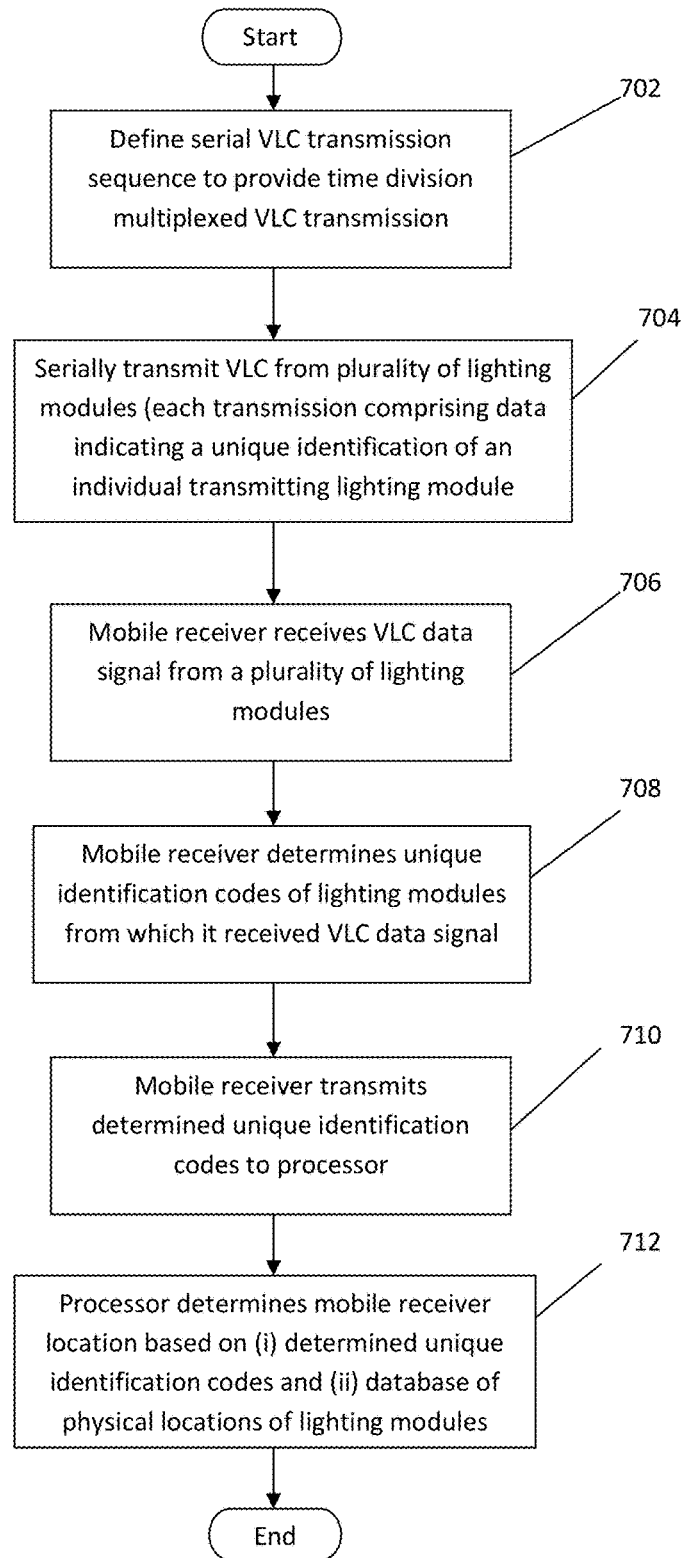 Start
702
Define serial VLC transmission
sequence to provide time division
multiplexed VLC transmission
704
Serially transmit VLC from plurality of lighting
modules (each transmission comprising data
indicating a unique identification of an
individual transmitting lighting module
706
Mobile receiver receives VLC data
signal from a plurality of lighting
modules
708
Mobile receiver determines unique
identification codes of lighting modules
from which it received VLC data signal
710
Mobile receiver transmits
determined unique identification
codes to processor
712
Processor determines mobile receiver
location based on (i) determined unique
identification codes and (ii) database of
physical locations of lighting modules
End